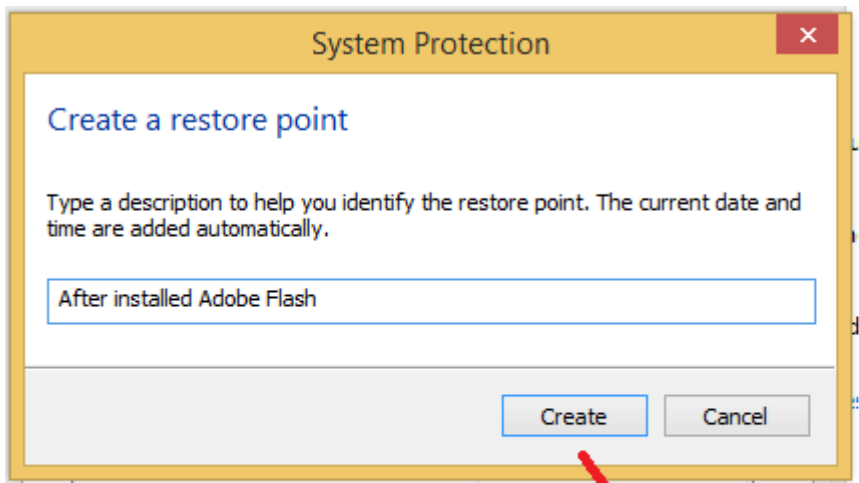 System Protection
Create a restore point
Type a description to help you identify the restore point. The current date and
time are added automatically.
After installed Adobe Flash
Create Cancel